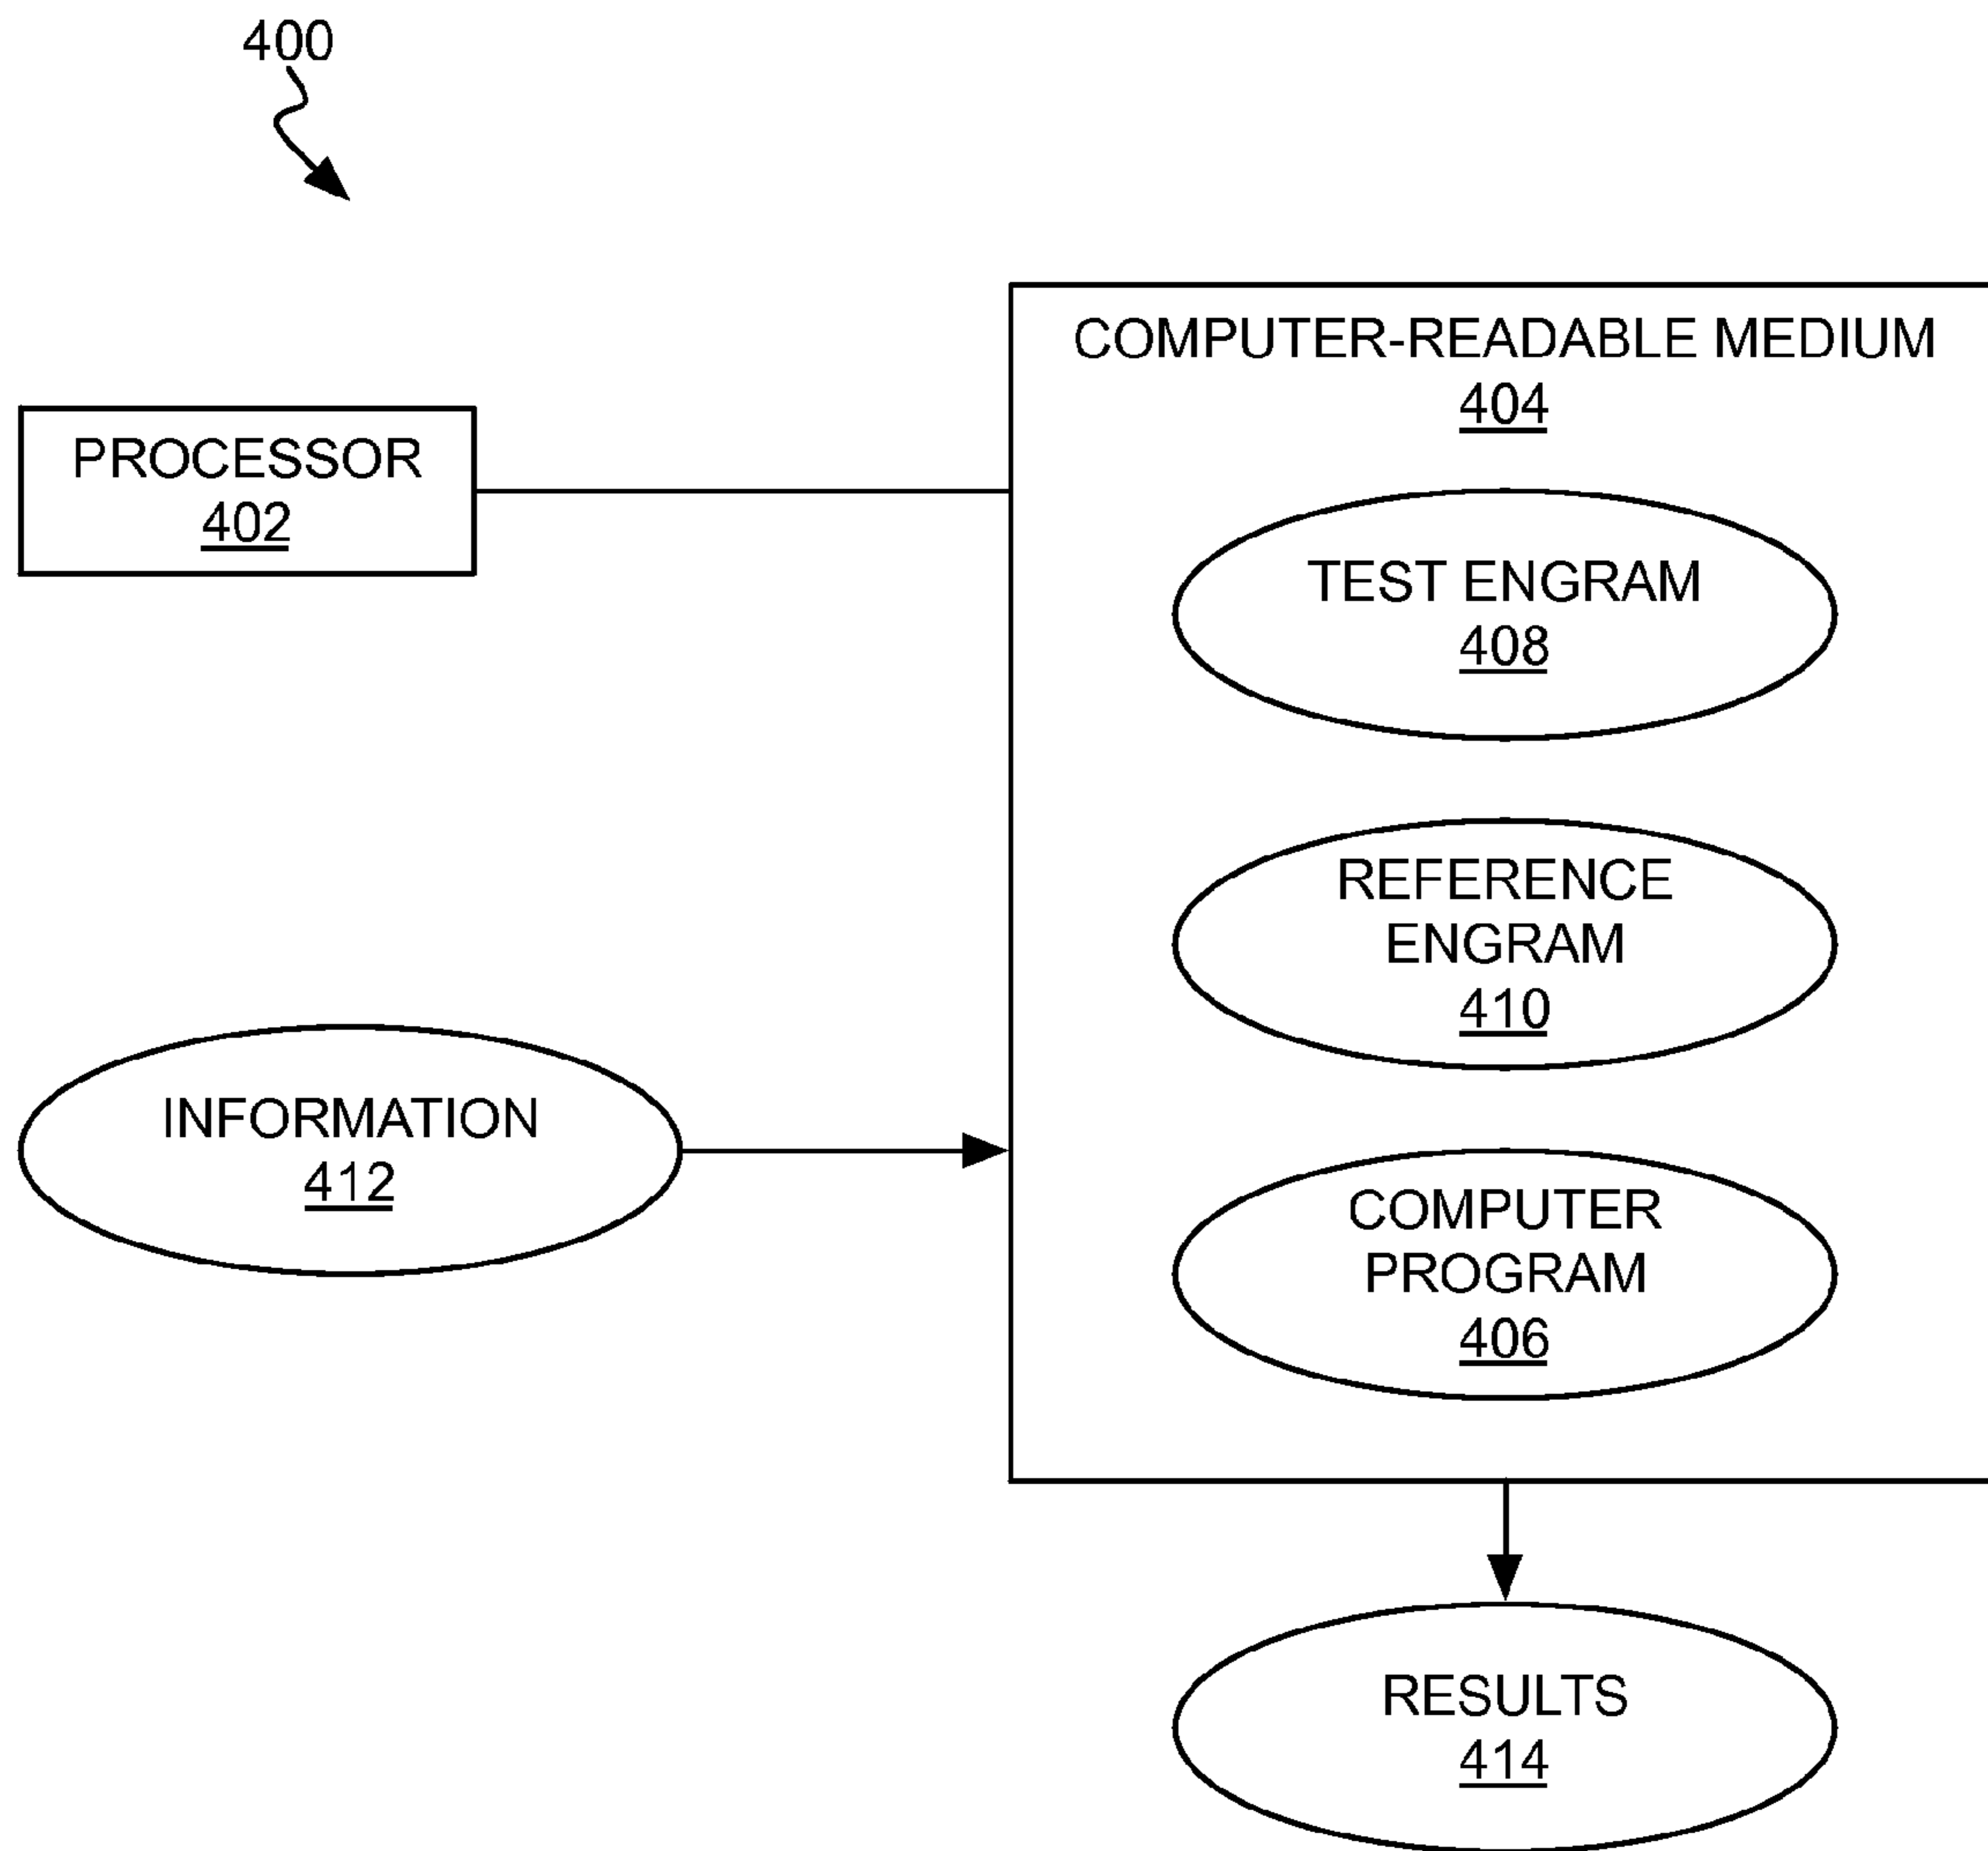 400
COMPUTER-READABLE MEDIUM
404
PROCESSOR
402
TEST ENGRAM
408
REFERENCE
ENGRAM
410
INFORMATION
412
COMPUTER
PROGRAM
406
RESULTS
414